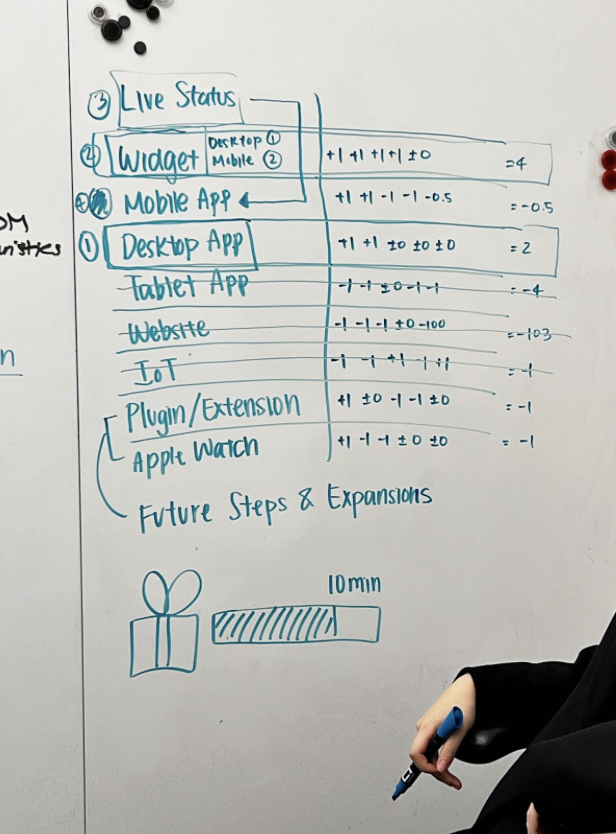 ③ Live Status
② Widget Desktop ① Mobile ② +1 +1 +1 +1 ±0 =4
Mobile App +1 +1 -1 -1 -0.5 =-0.5
① Desktop App +1 +1 ±0 ±0 ±0 = 2
Tablet App -1 -1 ±0 -1 -1 = -4
Website -1 -1 -1 ±0 -100 =-103
IoT -1 -1 +1 -1 +1 = -1
Plugin/Extension +1 ±0 -1 -1 ±0 = -1
Apple Watch +1 -1 -1 ±0 ±0 = -1
Future Steps & Expansions
10min
n